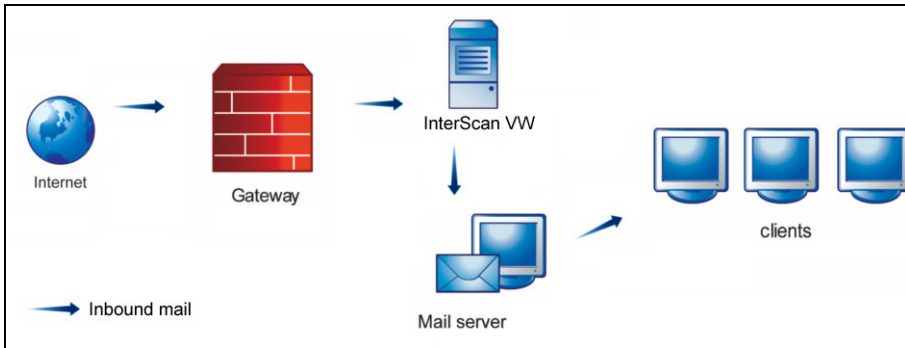 Internet
Gateway
InterScan VW
Mail server
clients
Inbound mail